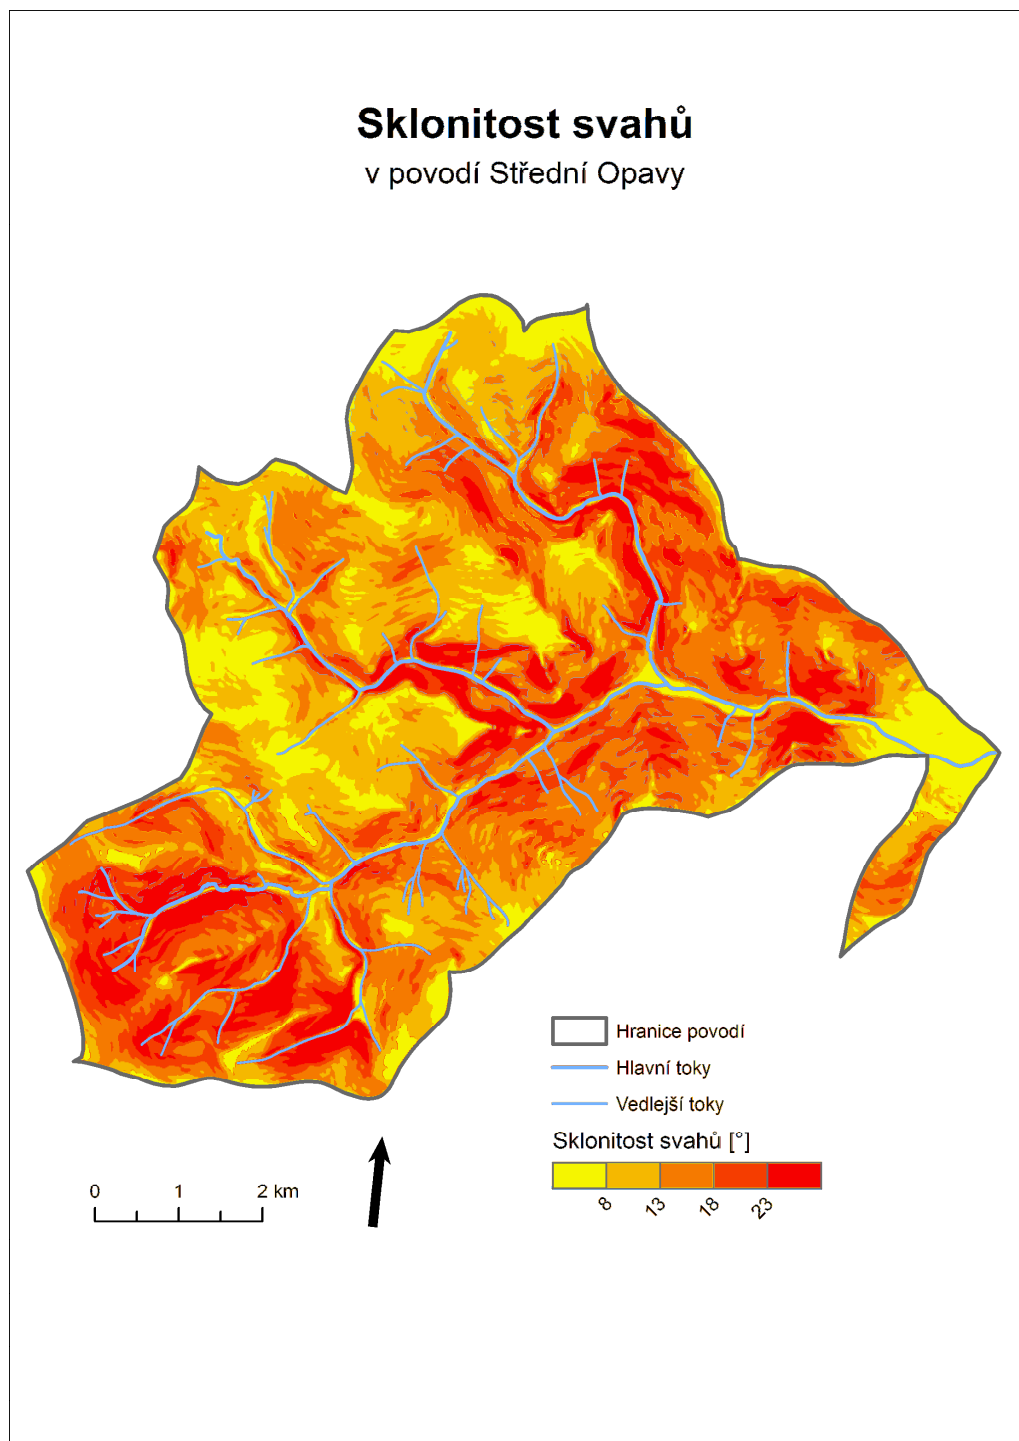 Sklonitost svahů
v povodí Střední Opavy
Hranice povodí
Hlavní toky
Vedlejší toky
Sklonitost svahů [°]
8 13 18 23
0 1 2 km